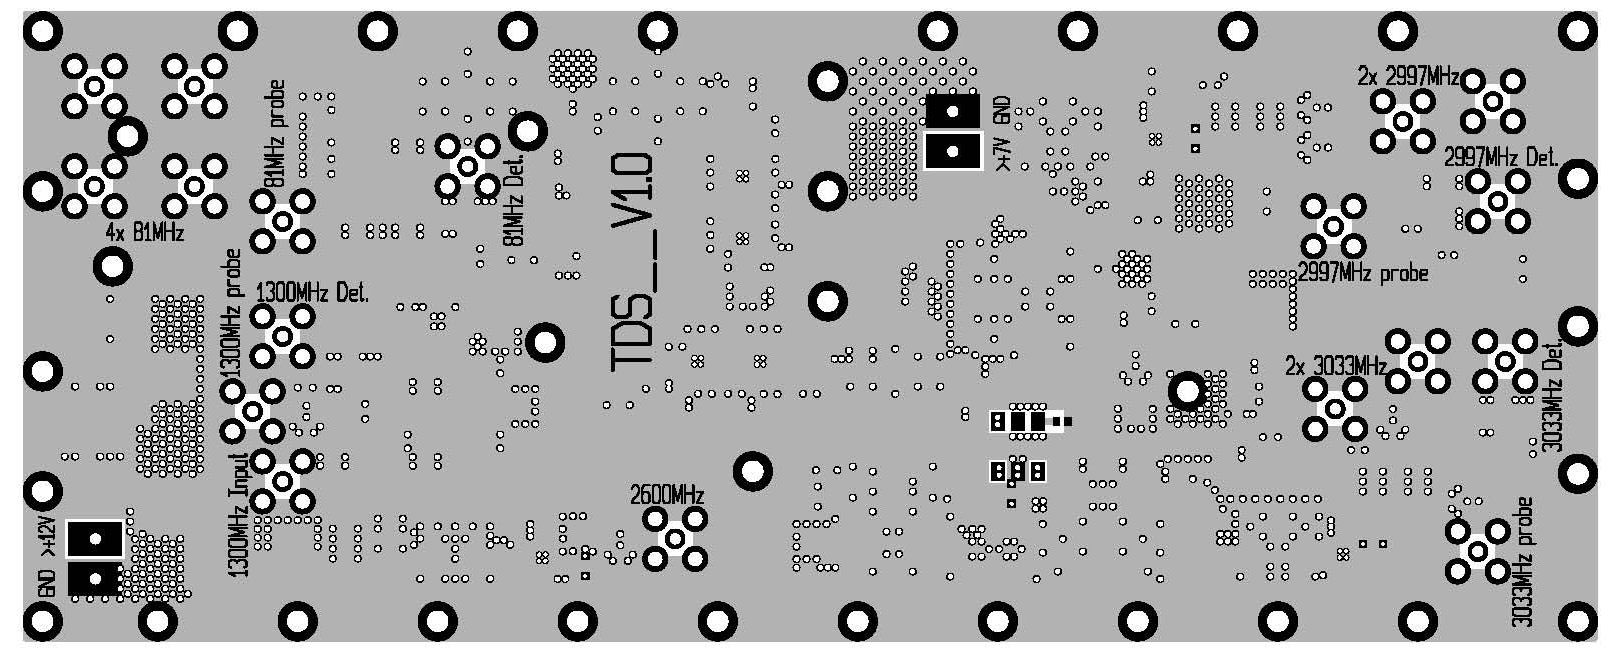 2x 2997MHz
GND
>+7V
81MHz probe
2997MHz Det.
81MHz Det.
TDS__V1.0
4x 81MHz
2997MHz probe
1300MHz probe
1300MHz Det.
2x 3033MHz
3033MHz Det.
1300MHz Input
2600MHz
>+12V
GND
3033MHz probe